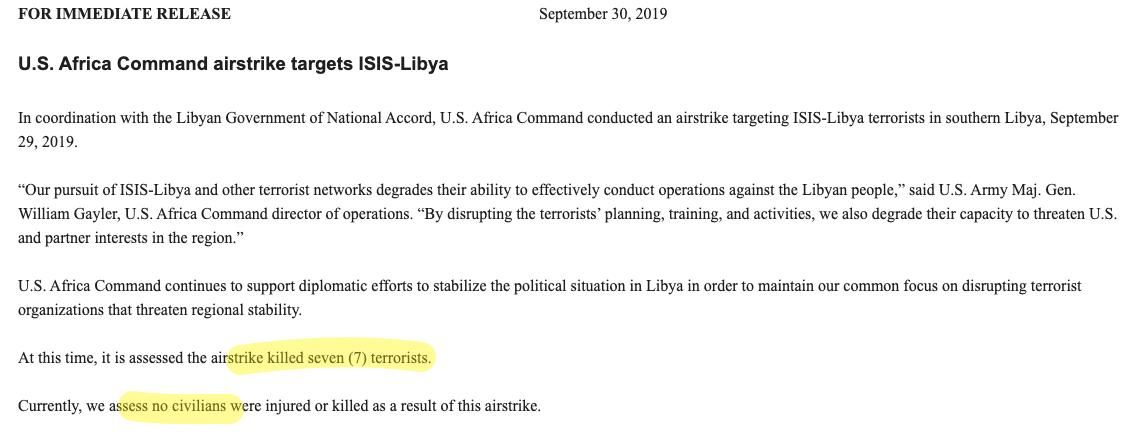 FOR IMMEDIATE RELEASE September 30, 2019
U.S. Africa Command airstrike targets ISIS-Libya
In coordination with the Libyan Government of National Accord, U.S. Africa Command conducted an airstrike targeting ISIS-Libya terrorists in southern Libya, September
29, 2019.
“Our pursuit of ISIS-Libya and other terrorist networks degrades their ability to effectively conduct operations against the Libyan people,” said U.S. Army Maj. Gen.
William Gayler, U.S. Africa Command director of operations. “By disrupting the terrorists’ planning, training, and activities, we also degrade their capacity to threaten U.S.
and partner interests in the region.”
U.S. Africa Command continues to support diplomatic efforts to stabilize the political situation in Libya in order to maintain our common focus on disrupting terrorist
organizations that threaten regional stability.
At this time, it is assessed the airstrike killed seven (7) terrorists.
Currently, we assess no civilians were injured or killed as a result of this airstrike.